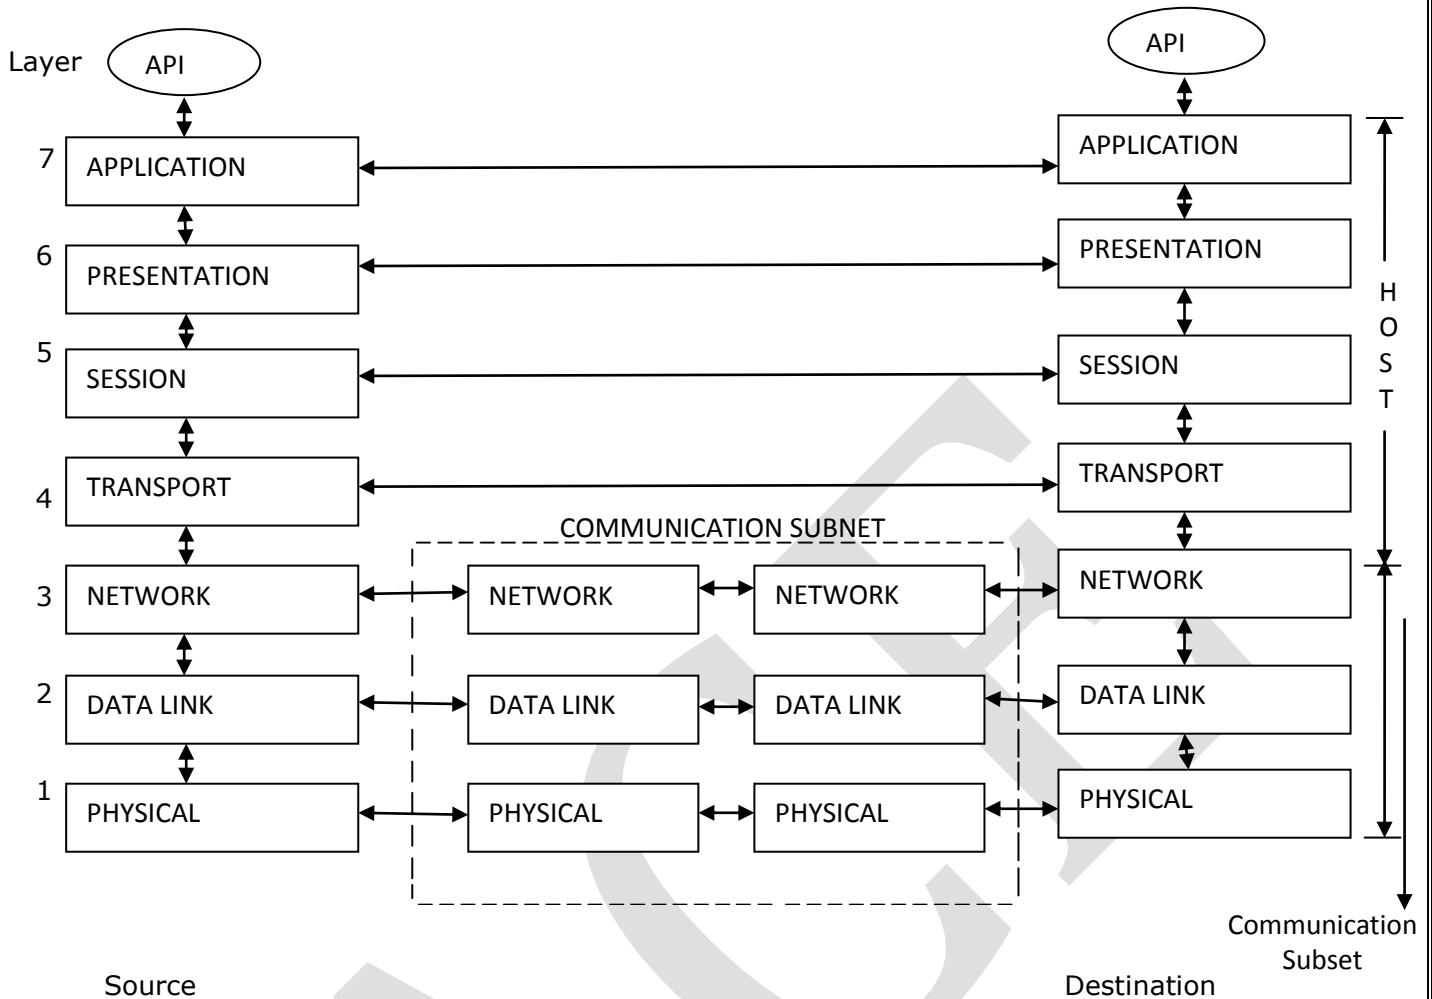 Layer
API
API
7
APPLICATION
APPLICATION
6
PRESENTATION
PRESENTATION
5
SESSION
SESSION
H
O
S
T
4
TRANSPORT
TRANSPORT
COMMUNICATION SUBNET
3
NETWORK
NETWORK
NETWORK
NETWORK
2
DATA LINK
DATA LINK
DATA LINK
DATA LINK
1
PHYSICAL
PHYSICAL
PHYSICAL
PHYSICAL
Communication
Subset
Source
Destination